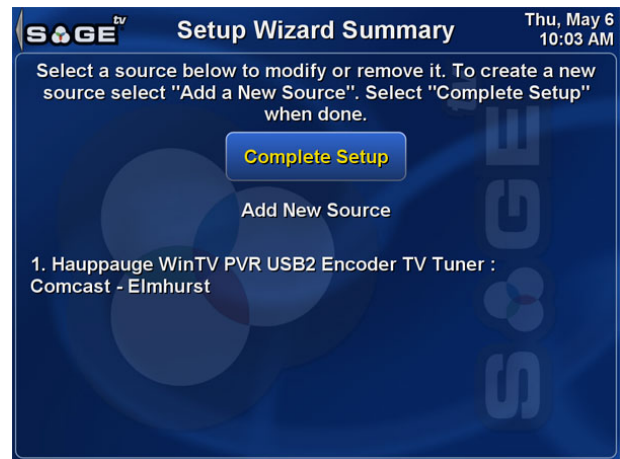 SAGE tv
Setup Wizard Summary
Thu, May 6
10:03 AM
Select a source below to modify or remove it. To create a new
source select "Add a New Source". Select "Complete Setup"
when done.
Complete Setup
Add New Source
1. Hauppauge WinTV PVR USB2 Encoder TV Tuner :
Comcast - Elmhurst
SAGE tv